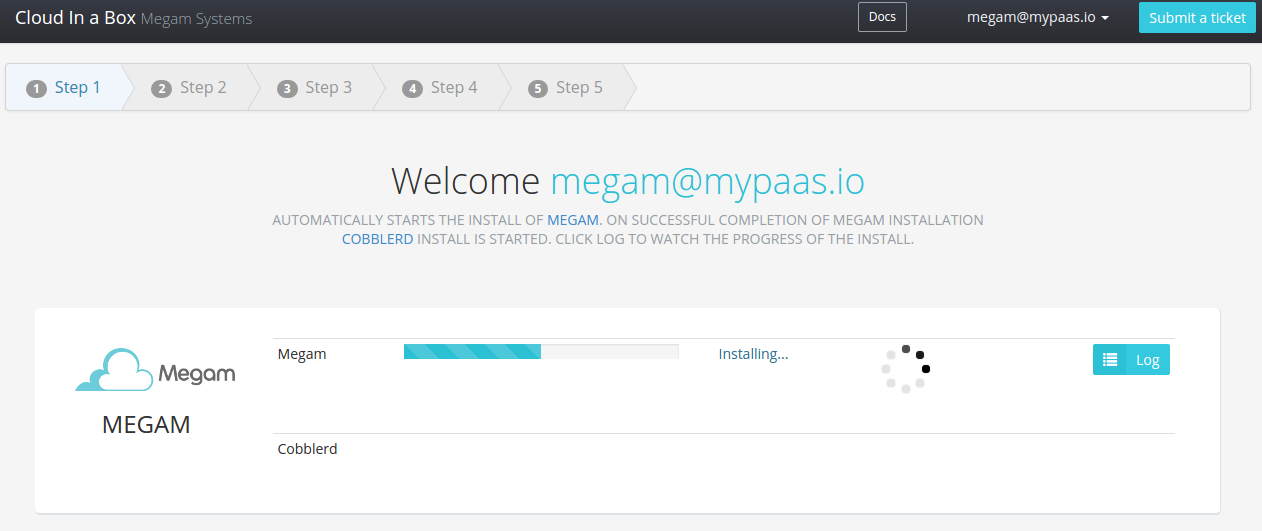 Cloud In a Box Megam Systems Docs megam@mypaas.io Submit a ticket
1 Step 1 2 Step 2 3 Step 3 4 Step 4 5 Step 5
Welcome megam@mypaas.io
AUTOMATICALLY STARTS THE INSTALL OF MEGAM. ON SUCCESSFUL COMPLETION OF MEGAM INSTALLATION
COBBLERD INSTALL IS STARTED. CLICK LOG TO WATCH THE PROGRESS OF THE INSTALL.
Megam Installing... Log
Megam
MEGAM
Cobblerd